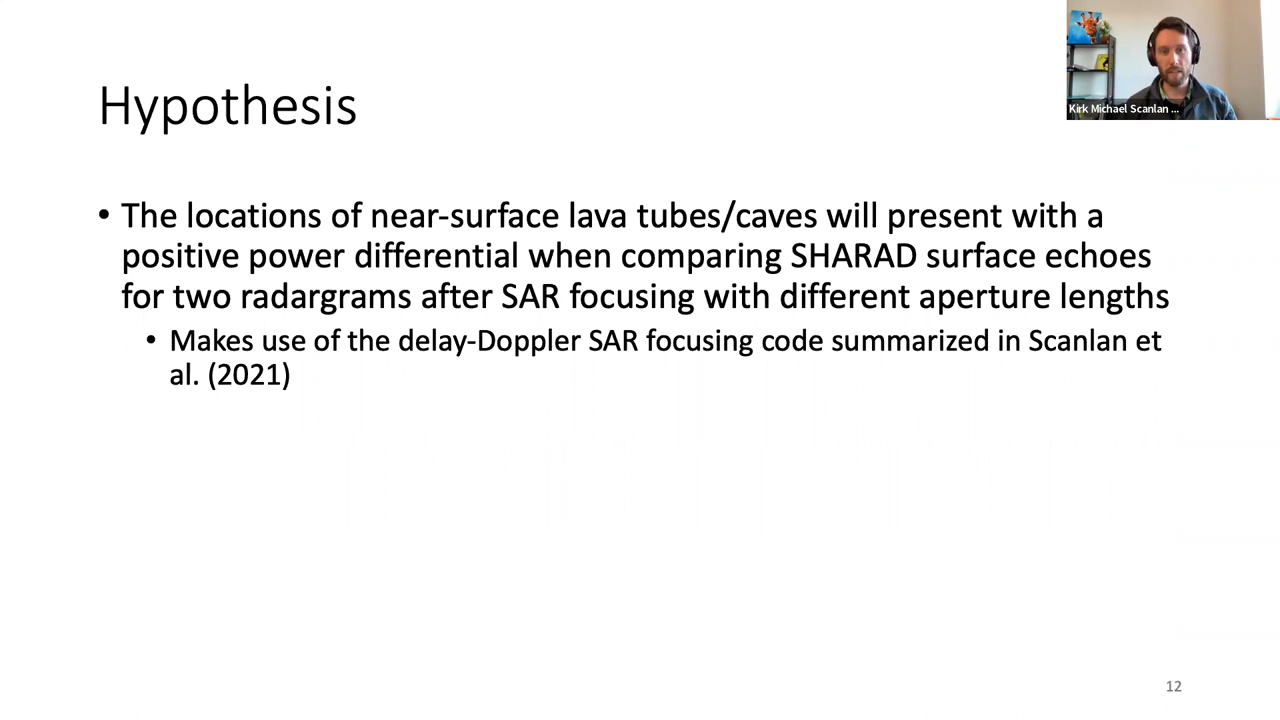 Kirk Michael Scanlan ...
Hypothesis
• The locations of near-surface lava tubes/caves will present with a
positive power differential when comparing SHARAD surface echoes
for two radargrams after SAR focusing with different aperture lengths
• Makes use of the delay-Doppler SAR focusing code summarized in Scanlan et
al. (2021)
12